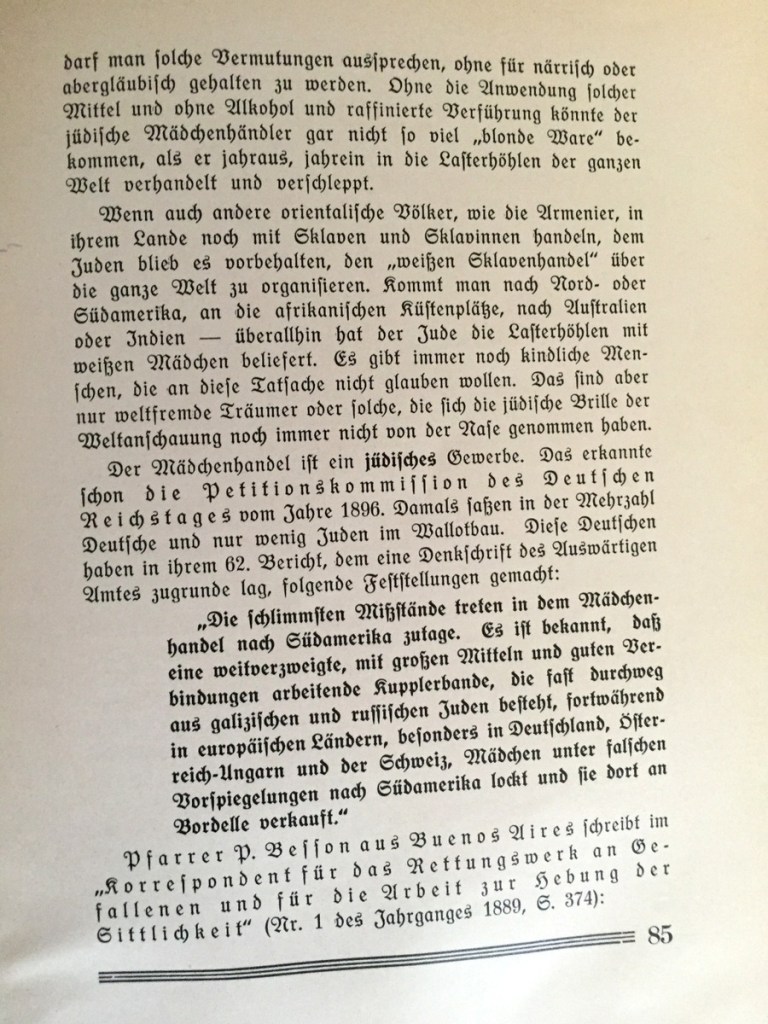 darf man solche Vermutungen aussprechen, ohne für närrisch oder
abergläubisch gehalten zu werden. Ohne die Anwendung solcher
Mittel und ohne Alkohol und raffinierte Verführung könnte der
jüdische Mädchenhändler gar nicht so viel „blonde Ware“ be-
kommen, als er jahraus, jahrein in die Lasterhöhlen der ganzen
Welt verhandelt und verschleppt.
Wenn auch andere orientalische Völker, wie die Armenier, in
ihrem Lande noch mit Sklaven und Sklavinnen handeln, dem
Juden blieb es vorbehalten, den „weißen Sklavenhandel“ über
die ganze Welt zu organisieren. Kommt man nach Nord- oder
Südamerika, an die afrikanischen Küstenplätze, nach Australien
oder Indien — überallhin hat der Jude die Lasterhöhlen mit
weißen Mädchen beliefert. Es gibt immer noch kindliche Men-
schen, die an diese Tatsache nicht glauben wollen. Das sind aber
nur weltfremde Träumer oder solche, die sich die jüdische Brille der
Weltanschauung noch immer nicht von der Nase genommen haben.
Der Mädchenhandel ist ein jüdisches Gewerbe. Das erkannte
schon die Petitionskommission des Deutschen
Reichstages vom Jahre 1896. Damals saßen in der Mehrzahl
Deutsche und nur wenig Juden im Wallotbau. Diese Deutschen
haben in ihrem 62. Bericht, dem eine Denkschrift des Auswärtigen
Amtes zugrunde lag, folgende Feststellungen gemacht:
„Die schlimmsten Mißstände treten in dem Mädchen-
handel nach Südamerika zutage. Es ist bekannt, daß
eine weitverzweigte, mit großen Mitteln und guten Ver-
bindungen arbeitende Kupplerbande, die fast durchweg
aus galizischen und russischen Juden besteht, fortwährend
in europäischen Ländern, besonders in Deutschland, Öster-
reich-Ungarn und der Schweiz, Mädchen unter falschen
Vorspiegelungen nach Südamerika lockt und sie dort an
Bordelle verkauft.“
Pfarrer P. Besson aus Buenos Aires schreibt im
„Korrespondent für das Rettungswerk an Ge-
fallenen und für die Arbeit zur Hebung der
Sittlichkeit“ (Nr. 1 des Jahrganges 1889, S. 374):
85